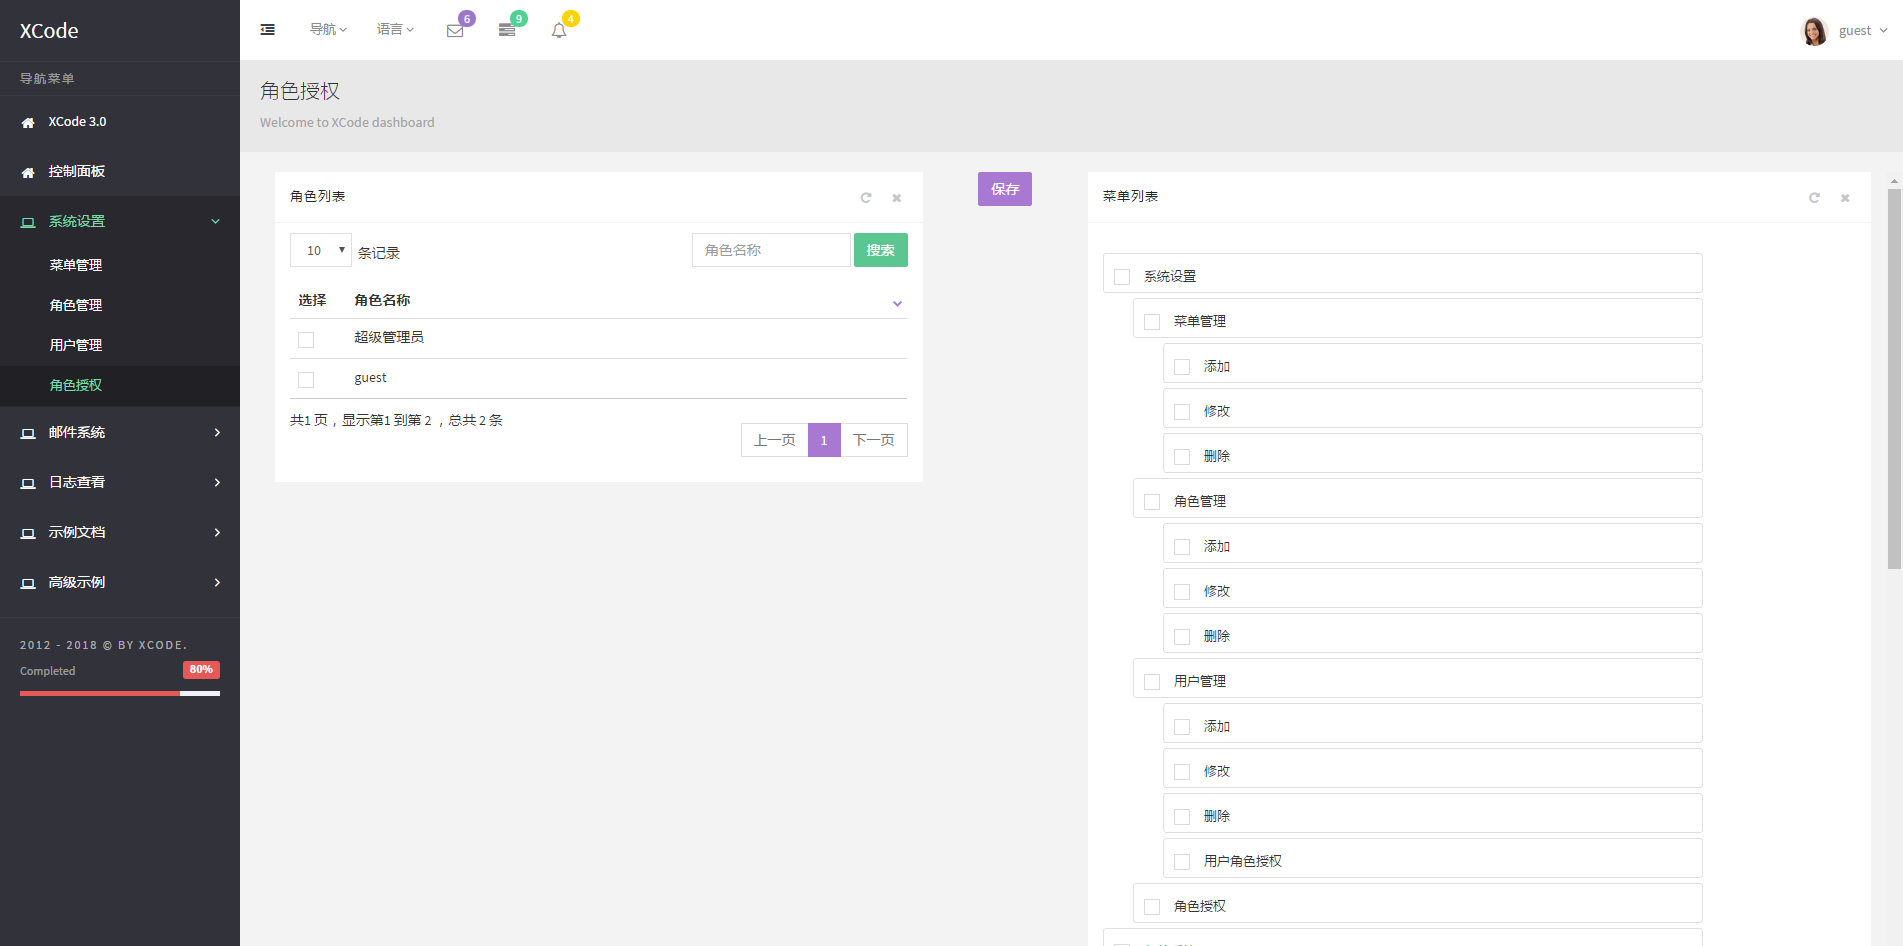 XCode
导航菜单
XCode 3.0
控制面板
系统设置
菜单管理
角色管理
用户管理
角色授权
邮件系统
日志查看
示例文档
高级示例
2012 - 2018 © BY XCODE.
Completed 80%
导航 语言 6 9 4 guest
角色授权
Welcome to XCode dashboard
角色列表
10 条记录 角色名称 搜索
选择 角色名称
超级管理员
guest
共1 页，显示第1 到第 2 ，总共 2 条
上一页 1 下一页
保存
菜单列表
系统设置
菜单管理
添加
修改
删除
角色管理
添加
修改
删除
用户管理
添加
修改
删除
用户角色授权
角色授权